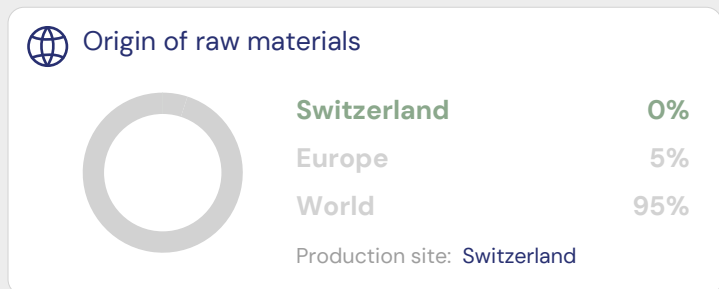 Origin of raw materials
Switzerland 0%
Europe 5%
World 95%
Production site: Switzerland